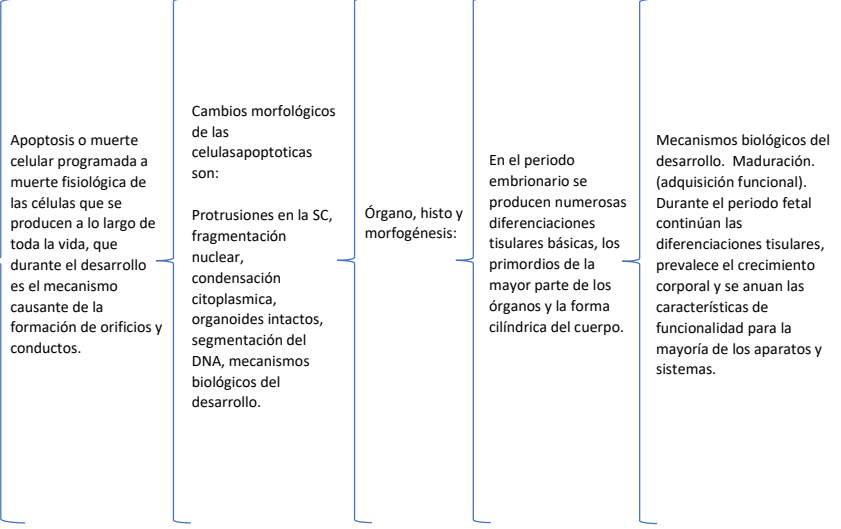 Apoptosis o muerte
celular programada a
muerte fisiológica de
las células que se
producen a lo largo de
toda la vida, que
durante el desarrollo
es el mecanismo
causante de la
formación de orificios y
conductos.
Cambios morfológicos
de las
celulasapoptoticas
son:
Protrusiones en la SC,
fragmentación
nuclear,
condensación
citoplasmica,
organoides intactos,
segmentación del
DNA, mecanismos
biológicos del
desarrollo.
Órgano, histo y
morfogénesis:
En el periodo
embrionario se
producen numerosas
diferenciaciones
tisulares básicas, los
primordios de la
mayor parte de los
órganos y la forma
cilíndrica del cuerpo.
Mecanismos biológicos del
desarrollo. Maduración.
(adquisición funcional).
Durante el periodo fetal
continúan las
diferenciaciones tisulares,
prevalece el crecimiento
corporal y se anuan las
características de
funcionalidad para la
mayoría de los aparatos y
sistemas.